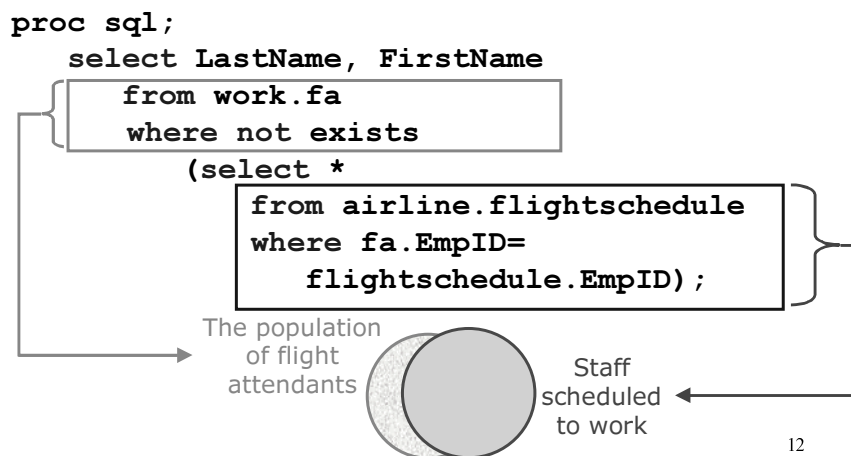 proc sql;
select LastName, FirstName
from work.fa
where not exists
(select *
from airline.flightschedule
where fa.EmpID=
flightschedule.EmpID);
The population
of flight
attendants
Staff
scheduled
to work
12